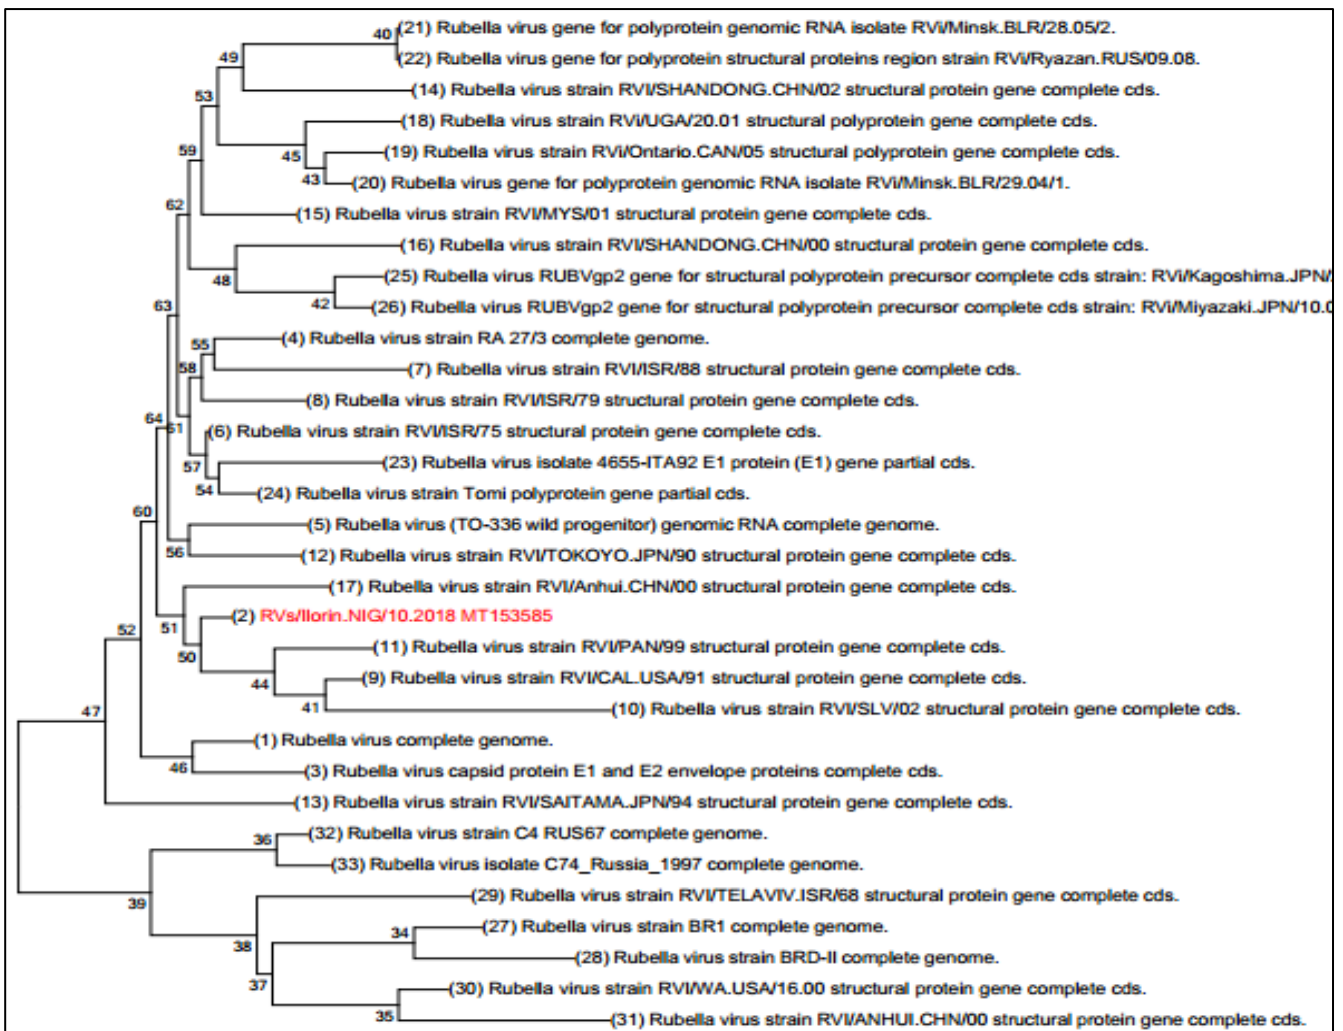 (21) Rubella virus gene for polyprotein genomic RNA isolate RVi/Minsk.BLR/28.05/2.
40
(22) Rubella virus gene for polyprotein structural proteins region strain RVi/Ryazan.RUS/09.08.
49
(14) Rubella virus strain RVI/SHANDONG.CHN/02 structural protein gene complete cds.
53
(18) Rubella virus strain RVi/UGA/20.01 structural polyprotein gene complete cds.
59
45
(19) Rubella virus strain RVi/Ontario.CAN/05 structural polyprotein gene complete cds.
43
(20) Rubella virus gene for polyprotein genomic RNA isolate RVi/Minsk.BLR/29.04/1.
62
(15) Rubella virus strain RVI/MYS/01 structural protein gene complete cds.
(16) Rubella virus strain RVI/SHANDONG.CHN/00 structural protein gene complete cds.
48
(25) Rubella virus RUBVgp2 gene for structural polyprotein precursor complete cds strain: RVi/Kagoshima.JPN/
63
42
(26) Rubella virus RUBVgp2 gene for structural polyprotein precursor complete cds strain: RVi/Miyazaki.JPN/10.0
55
(4) Rubella virus strain RA 27/3 complete genome.
58
(7) Rubella virus strain RVI/ISR/88 structural protein gene complete cds.
(8) Rubella virus strain RVI/ISR/79 structural protein gene complete cds.
64
61
(6) Rubella virus strain RVI/ISR/75 structural protein gene complete cds.
57
(23) Rubella virus isolate 4655-ITA92 E1 protein (E1) gene partial cds.
54
(24) Rubella virus strain Tomi polyprotein gene partial cds.
60
(5) Rubella virus (TO-336 wild progenitor) genomic RNA complete genome.
56
(12) Rubella virus strain RVI/TOKOYO.JPN/90 structural protein gene complete cds.
(17) Rubella virus strain RVI/Anhui.CHN/00 structural protein gene complete cds.
52
51
(2) RVs/Ilorin.NIG/10.2018 MT153585
50
(11) Rubella virus strain RVI/PAN/99 structural protein gene complete cds.
44
(9) Rubella virus strain RVI/CAL.USA/91 structural protein gene complete cds.
41
(10) Rubella virus strain RVI/SLV/02 structural protein gene complete cds.
47
(1) Rubella virus complete genome.
46
(3) Rubella virus capsid protein E1 and E2 envelope proteins complete cds.
(13) Rubella virus strain RVI/SAITAMA.JPN/94 structural protein gene complete cds.
36
(32) Rubella virus strain C4 RUS67 complete genome.
(33) Rubella virus isolate C74_Russia_1997 complete genome.
39
(29) Rubella virus strain RVI/TELAVIV.ISR/68 structural protein gene complete cds.
38
34
(27) Rubella virus strain BR1 complete genome.
(28) Rubella virus strain BRD-II complete genome.
37
(30) Rubella virus strain RVI/WA.USA/16.00 structural protein gene complete cds.
35
(31) Rubella virus strain RVI/ANHUI.CHN/00 structural protein gene complete cds.